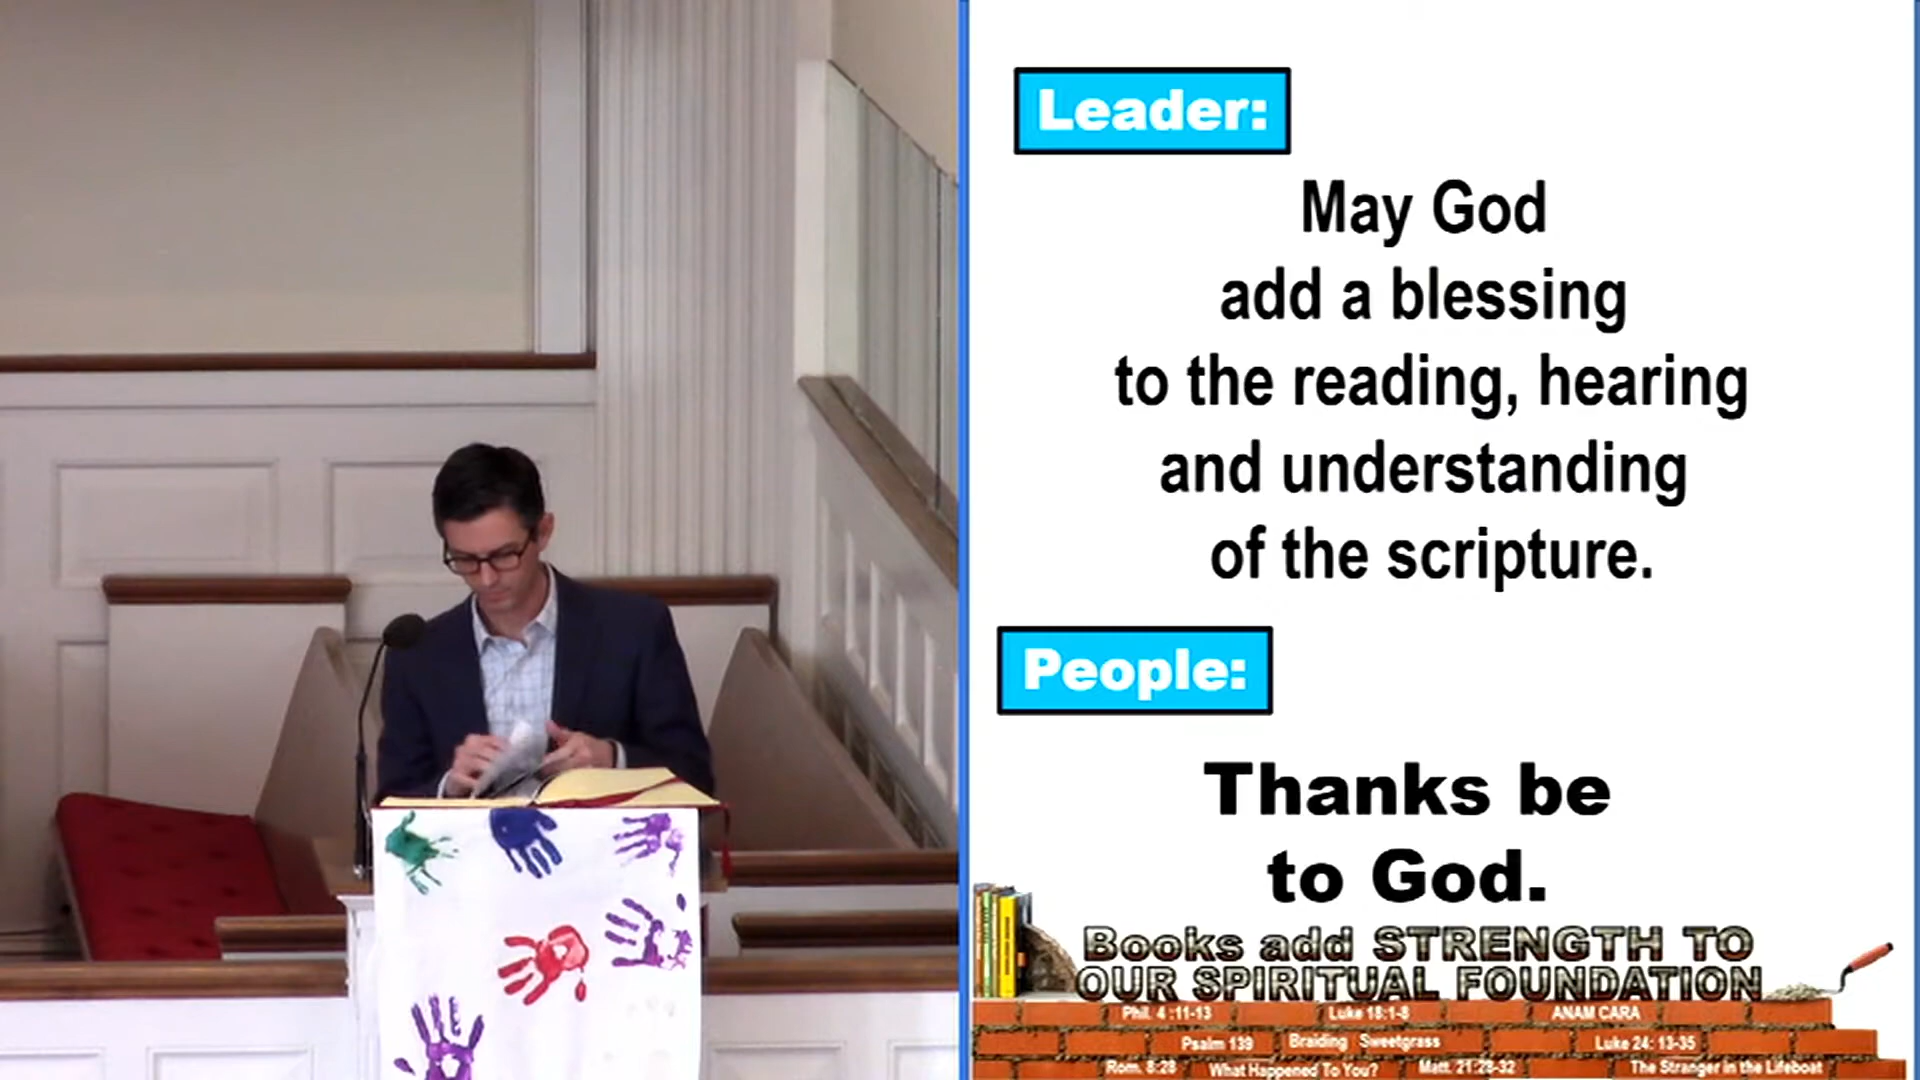 Leader:
May God
add a blessing
to the reading, hearing
and understanding
of the scripture.
People:
Thanks be
to God.
Books add STRENGTH TO
OUR SPIRITUAL FOUNDATION
Phil. 4 :11-13 Luke 18:1-8 ANAM CARA
Psalm 139 Braiding Sweetgrass Luke 24: 13-35
Rom. 8:28 What Happened To You? Matt. 21:28-32 The Stranger in the Lifeboat